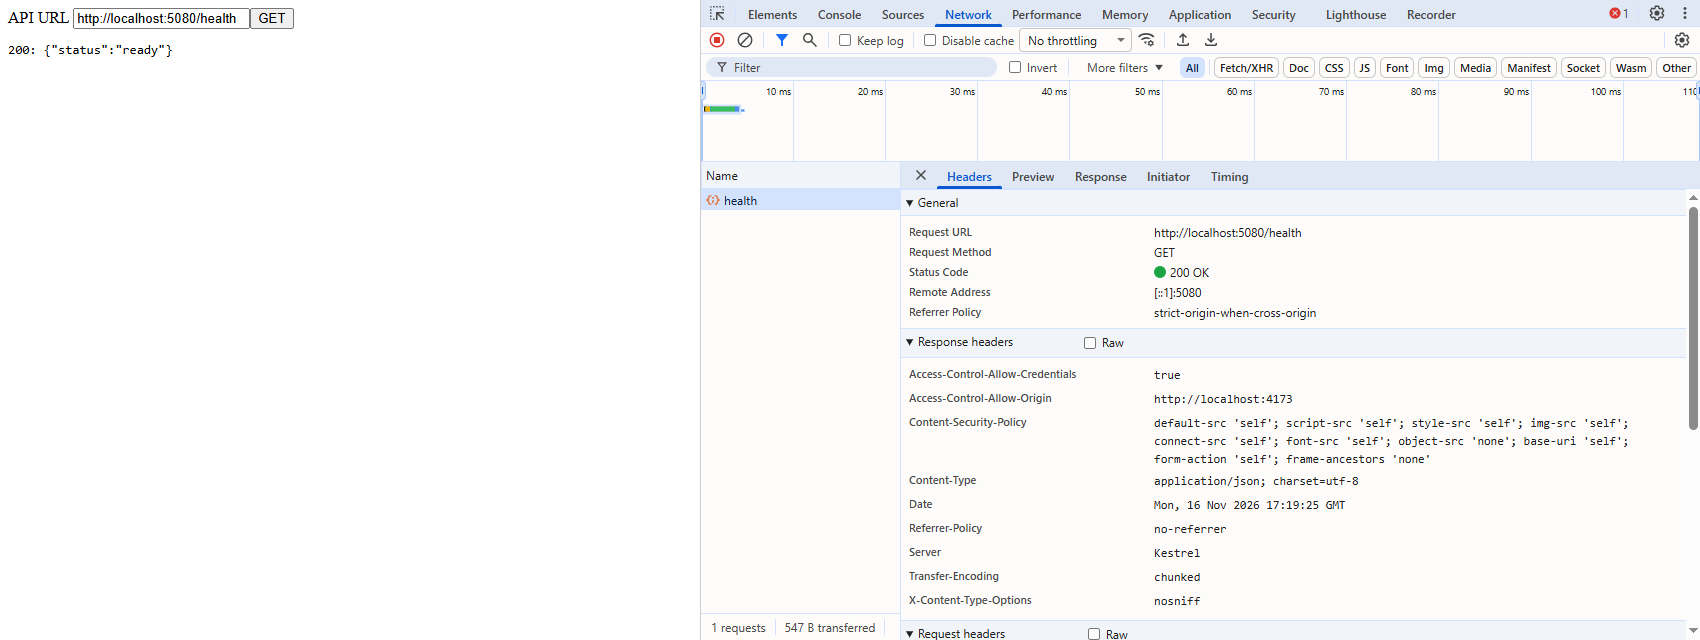 API URL http://localhost:5080/health GET
200: {"status":"ready"}
Elements Console Sources Network Performance Memory Application Security Lighthouse Recorder 1
Keep log Disable cache No throttling
Filter Invert More filters All Fetch/XHR Doc CSS JS Font Img Media Manifest Socket Wasm Other
10 ms 20 ms 30 ms 40 ms 50 ms 60 ms 70 ms 80 ms 90 ms 100 ms 110
Name
health
Headers Preview Response Initiator Timing
General
Request URL http://localhost:5080/health
Request Method GET
Status Code 200 OK
Remote Address [::1]:5080
Referrer Policy strict-origin-when-cross-origin
Response headers Raw
Access-Control-Allow-Credentials true
Access-Control-Allow-Origin http://localhost:4173
Content-Security-Policy default-src 'self'; script-src 'self'; style-src 'self'; img-src 'self';
connect-src 'self'; font-src 'self'; object-src 'none'; base-uri 'self';
form-action 'self'; frame-ancestors 'none'
Content-Type application/json; charset=utf-8
Date Mon, 16 Nov 2026 17:19:25 GMT
Referrer-Policy no-referrer
Server Kestrel
Transfer-Encoding chunked
X-Content-Type-Options nosniff
Request headers Raw
1 requests 547 B transferred